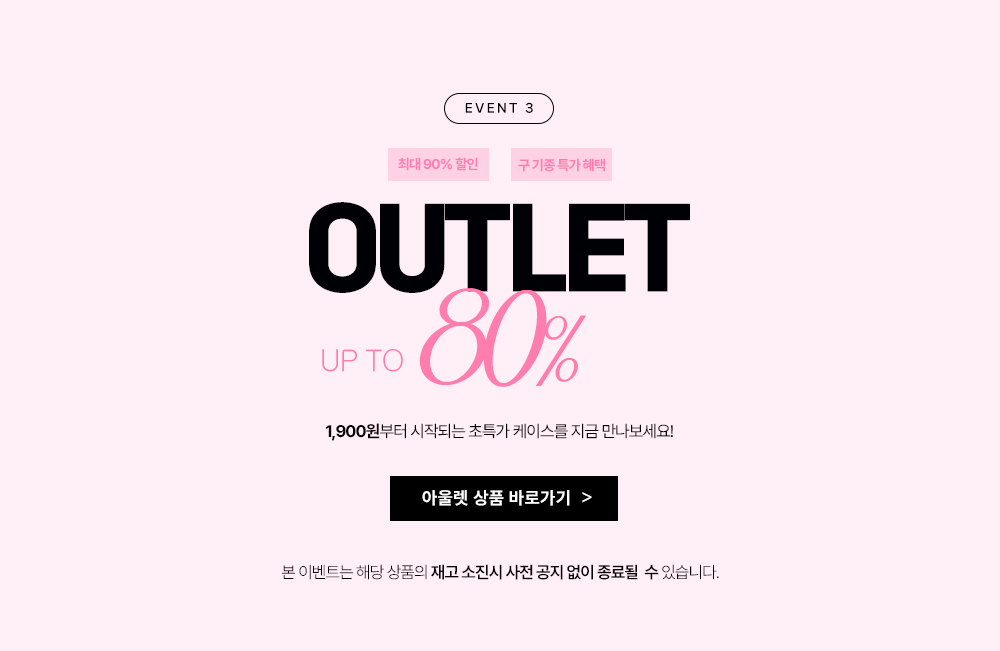 EVENT 3
최대 90% 할인 구 기종 특가 혜택
OUTLET
UP TO 80%
1,900원부터 시작되는 초특가 케이스를 지금 만나보세요!
아울렛 상품 바로가기 >
본 이벤트는 해당 상품의 재고 소진시 사전 공지 없이 종료될 수 있습니다.